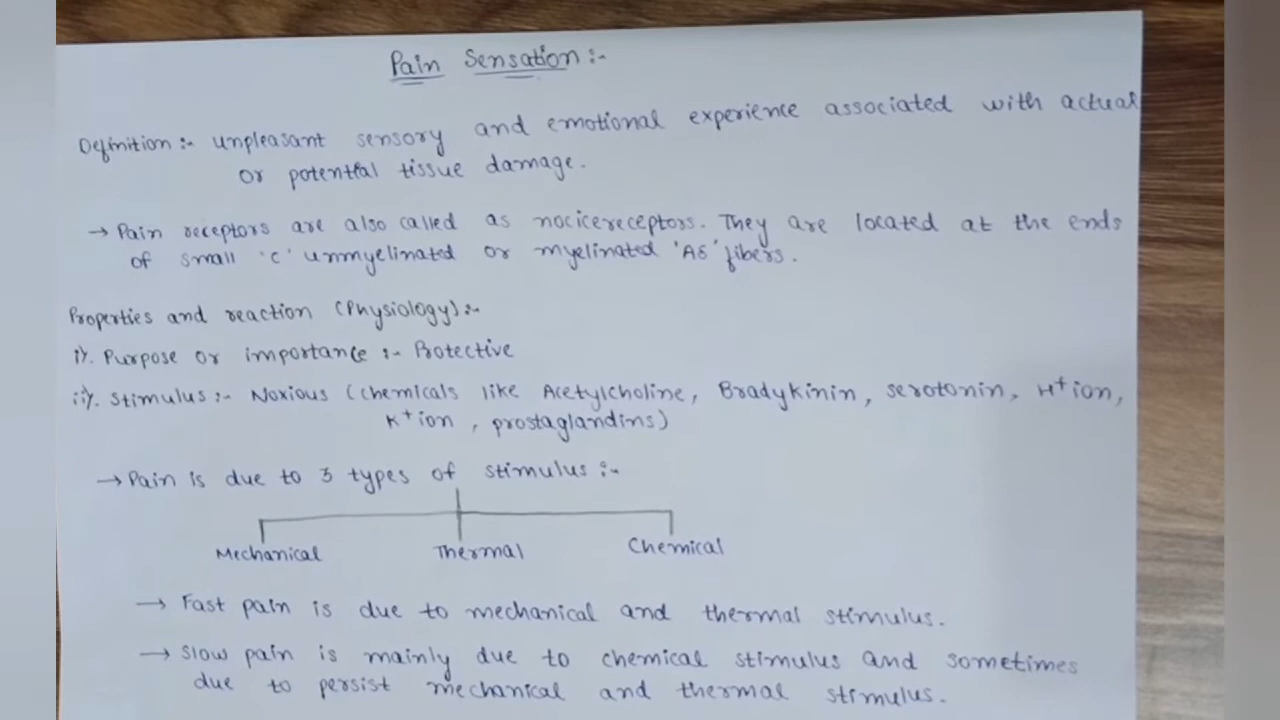 Pain Sensation :-
Definition :- unpleasant sensory and emotional experience associated with actual
or potential tissue damage.
→ Pain receptors are also called as nocicereceptors. They are located at the ends
of small 'C' unmyelinated or myelinated 'Aδ' fibers.
Properties and reaction (Physiology) :-
i). Purpose or importance :- Protective
ii). Stimulus :- Noxious (chemicals like Acetylcholine, Bradykinin, serotonin, H⁺ ion,
K⁺ ion, prostaglandins)
→ Pain is due to 3 types of stimulus :-
Mechanical Thermal Chemical
→ Fast pain is due to mechanical and thermal stimulus.
→ Slow pain is mainly due to chemical stimulus and sometimes
due to persist mechanical and thermal stimulus.